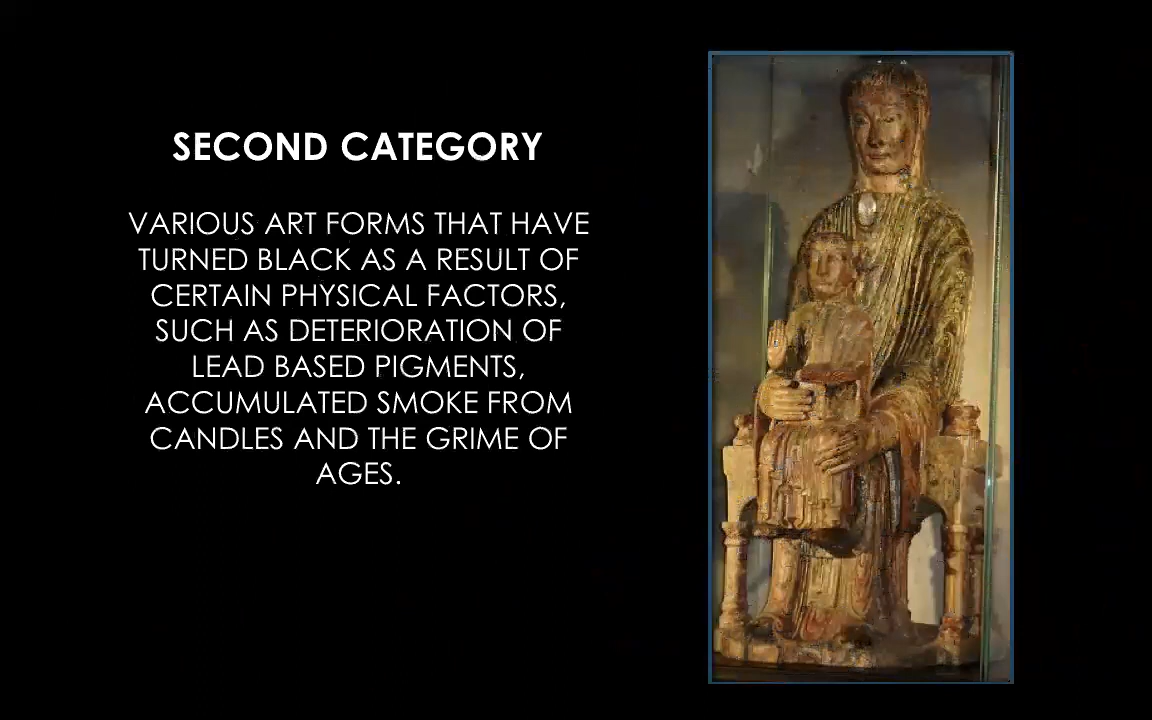 SECOND CATEGORY
VARIOUS ART FORMS THAT HAVE
TURNED BLACK AS A RESULT OF
CERTAIN PHYSICAL FACTORS,
SUCH AS DETERIORATION OF
LEAD BASED PIGMENTS,
ACCUMULATED SMOKE FROM
CANDLES AND THE GRIME OF
AGES.